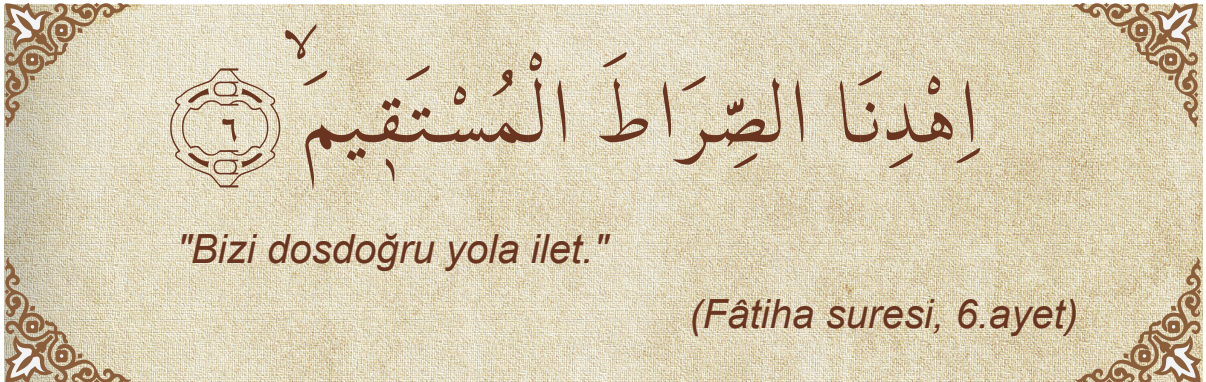 اِهْدِنَا الصِّرَاطَ الْمُسْتَق۪يمَۙ ٦
"Bizi dosdoğru yola ilet."
(Fâtiha suresi, 6.ayet)